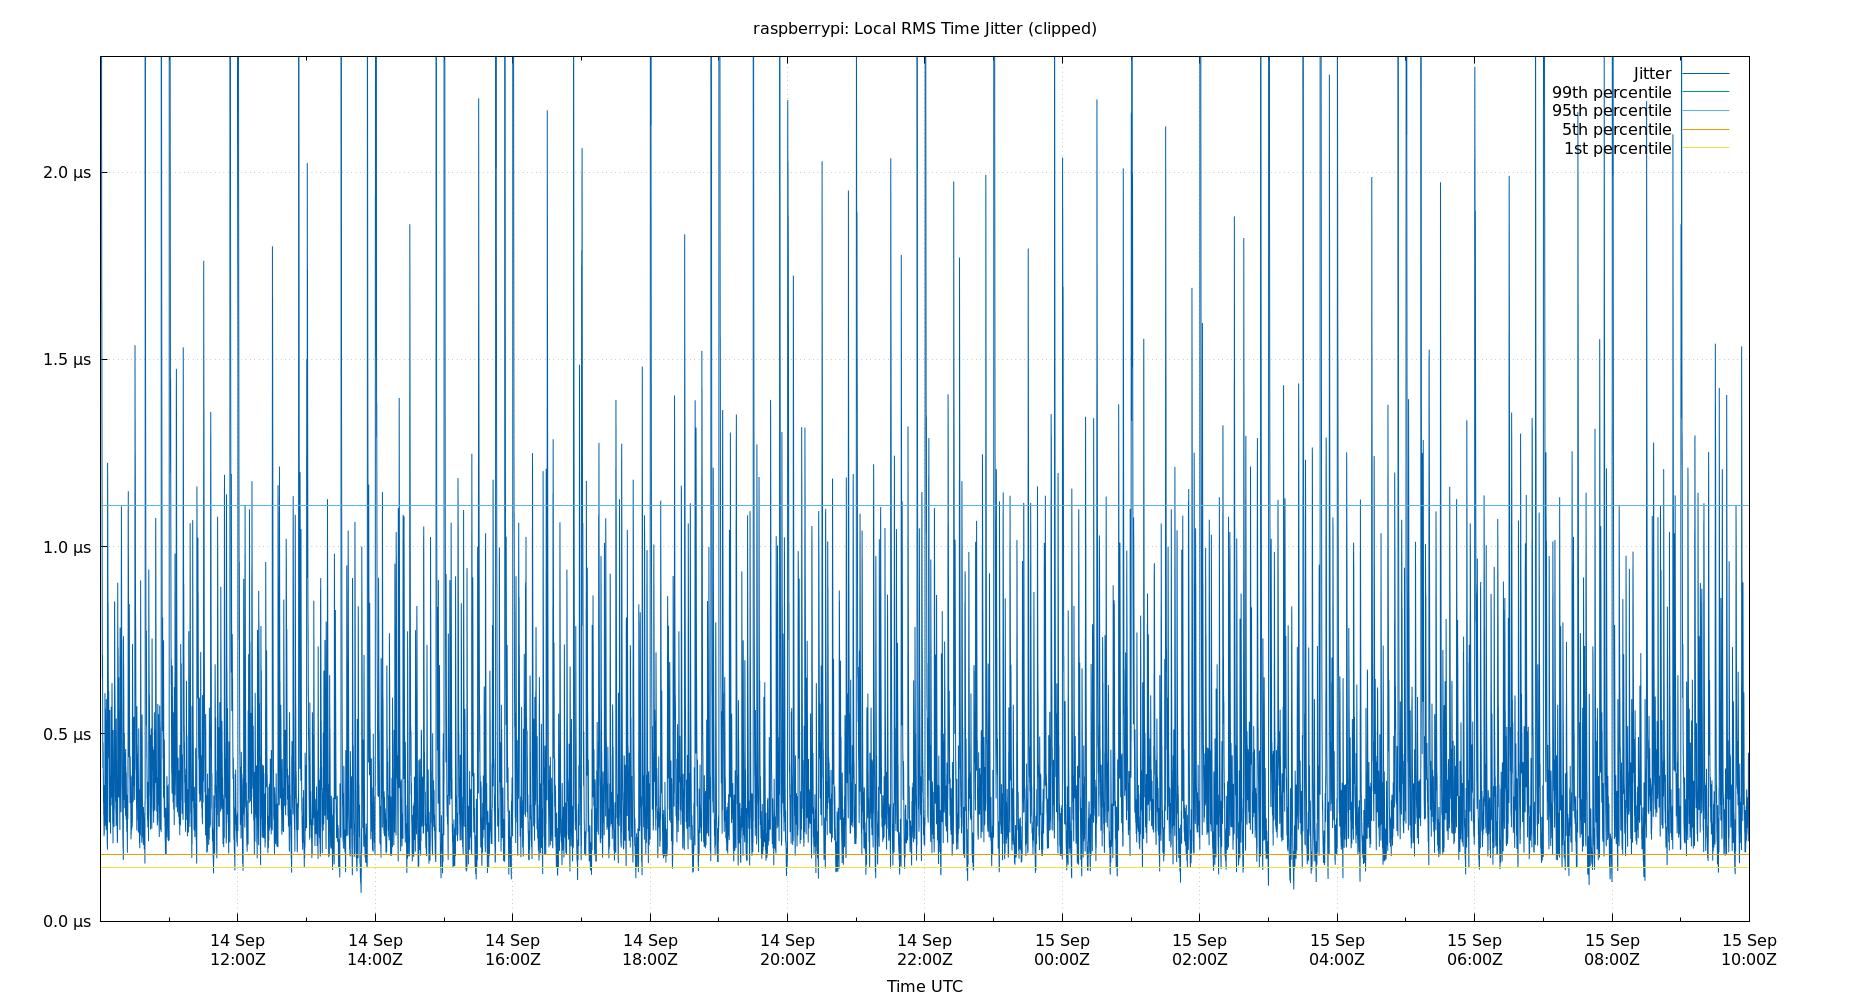 raspberrypi: Local RMS Time Jitter (clipped)
Jitter
99th percentile
95th percentile
5th percentile
1st percentile
2.0 µs
1.5 µs
1.0 µs
0.5 µs
0.0 µs
14 Sep 14 Sep 14 Sep 14 Sep 14 Sep 14 Sep 15 Sep 15 Sep 15 Sep 15 Sep 15 Sep 15 Sep
12:00Z 14:00Z 16:00Z 18:00Z 20:00Z 22:00Z 00:00Z 02:00Z 04:00Z 06:00Z 08:00Z 10:00Z
Time UTC